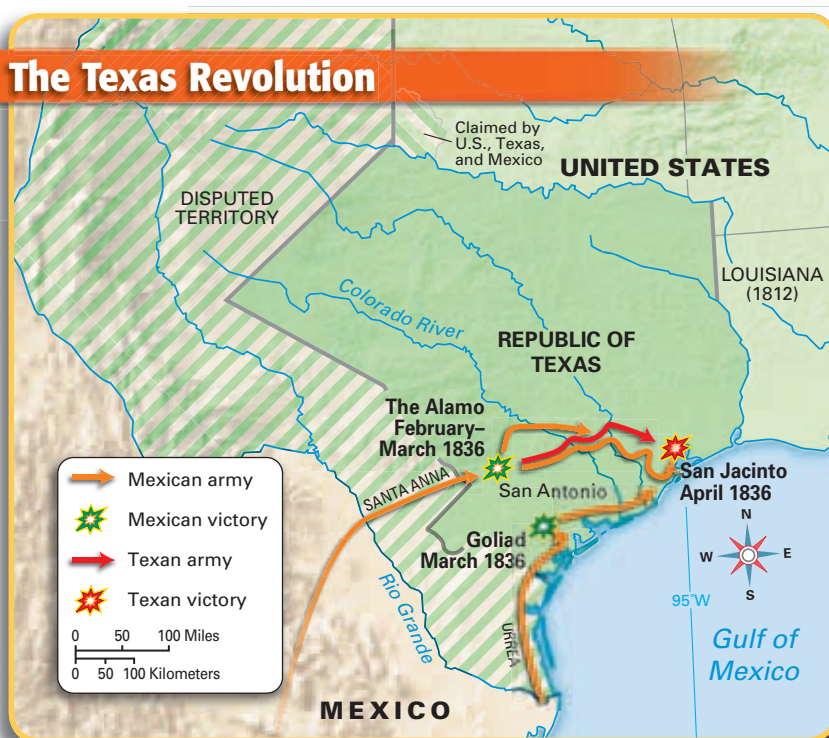 The Texas Revolution
Claimed by
U.S., Texas,
and Mexico
UNITED STATES
DISPUTED
TERRITORY
LOUISIANA
(1812)
Colorado River
REPUBLIC OF
TEXAS
The Alamo
February–
March 1836
SANTA ANNA
San Antonio
San Jacinto
April 1836
Goliad
March 1836
URREA
Rio Grande
N
W
E
S
95°W
Gulf of
Mexico
MEXICO
Mexican army
Mexican victory
Texan army
Texan victory
0 50 100 Miles
0 50 100 Kilometers